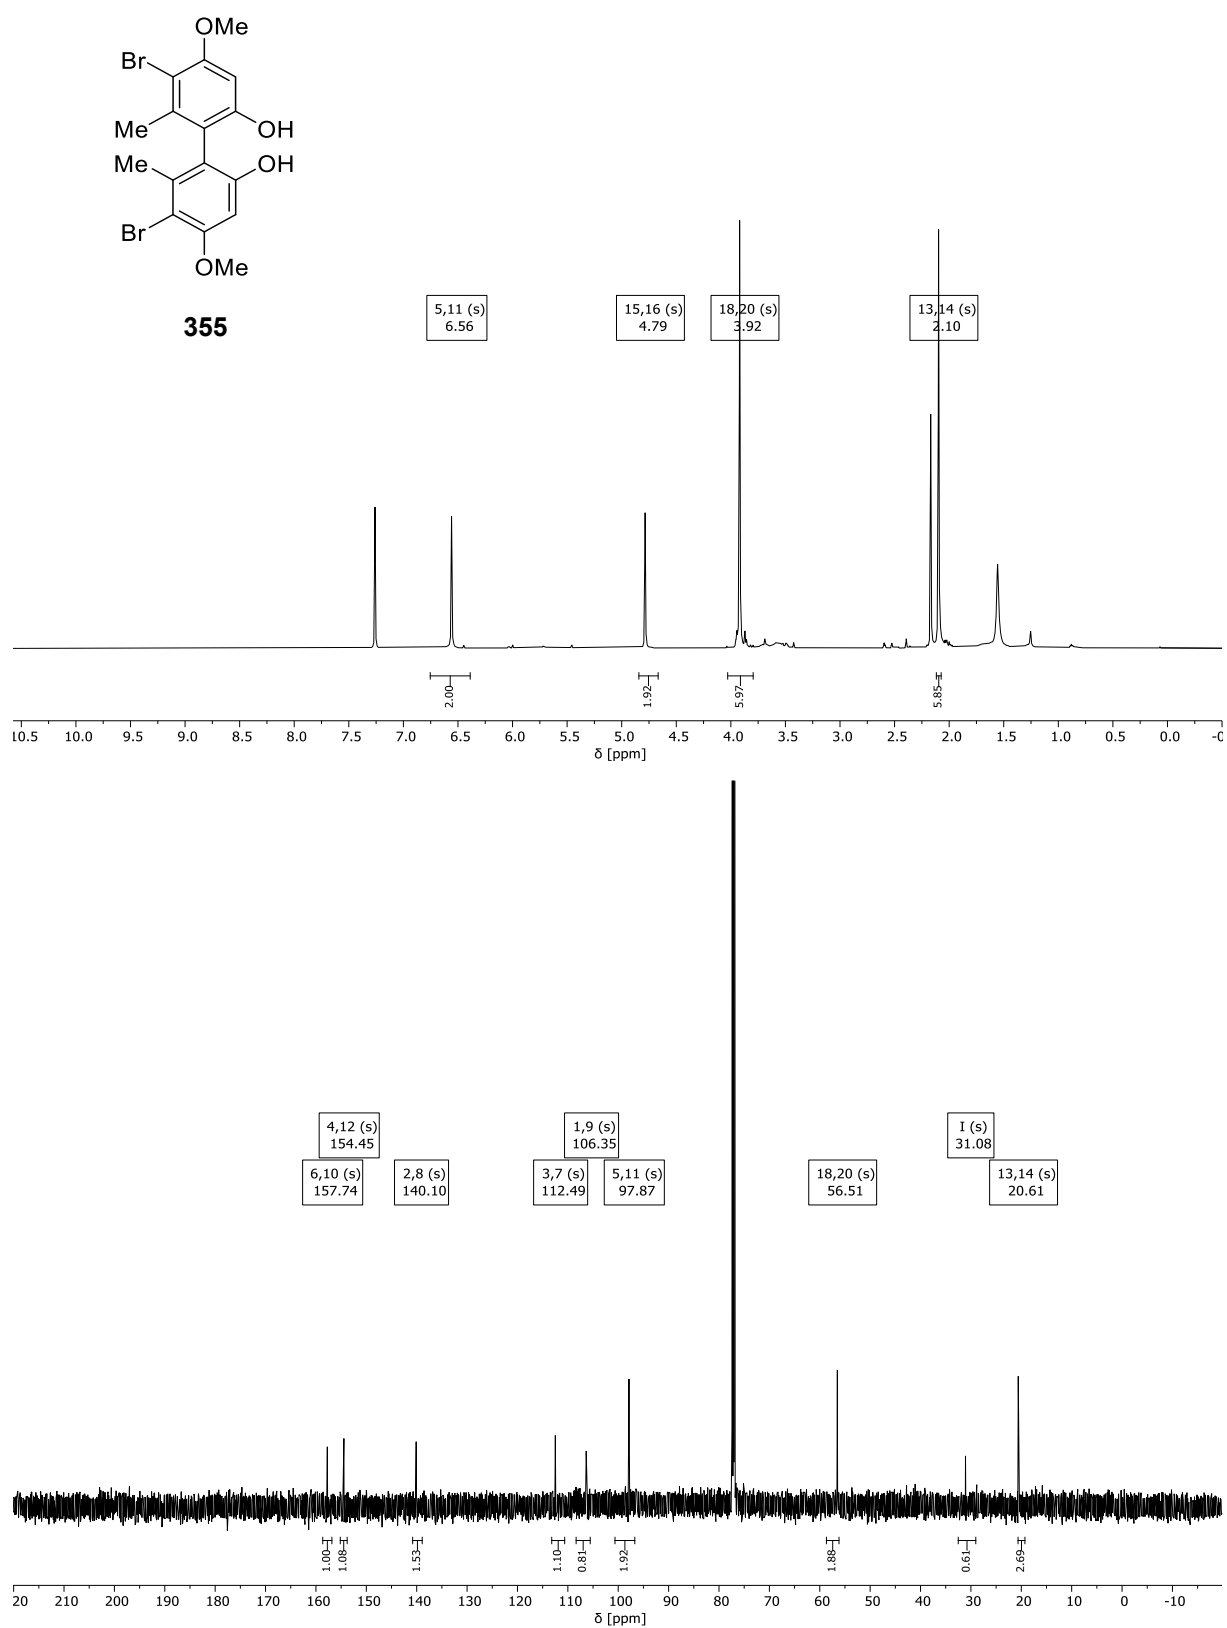 OMe
Br
Me
OH
Me
OH
Br
OMe
355
5,11 (s)
6.56
15,16 (s)
4.79
18,20 (s)
3.92
13,14 (s)
2.10
2.00
1.92
5.97
5.85
10.5 10.0 9.5 9.0 8.5 8.0 7.5 7.0 6.5 6.0 5.5 5.0 4.5 4.0 3.5 3.0 2.5 2.0 1.5 1.0 0.5 0.0 -0
δ [ppm]
4,12 (s)
154.45
1,9 (s)
106.35
I (s)
31.08
6,10 (s)
157.74
2,8 (s)
140.10
3,7 (s)
112.49
5,11 (s)
97.87
18,20 (s)
56.51
13,14 (s)
20.61
1.00
1.08
1.53
1.10
0.81
1.92
1.88
0.61
2.69
20 210 200 190 180 170 160 150 140 130 120 110 100 90 80 70 60 50 40 30 20 10 0 -10
δ [ppm]